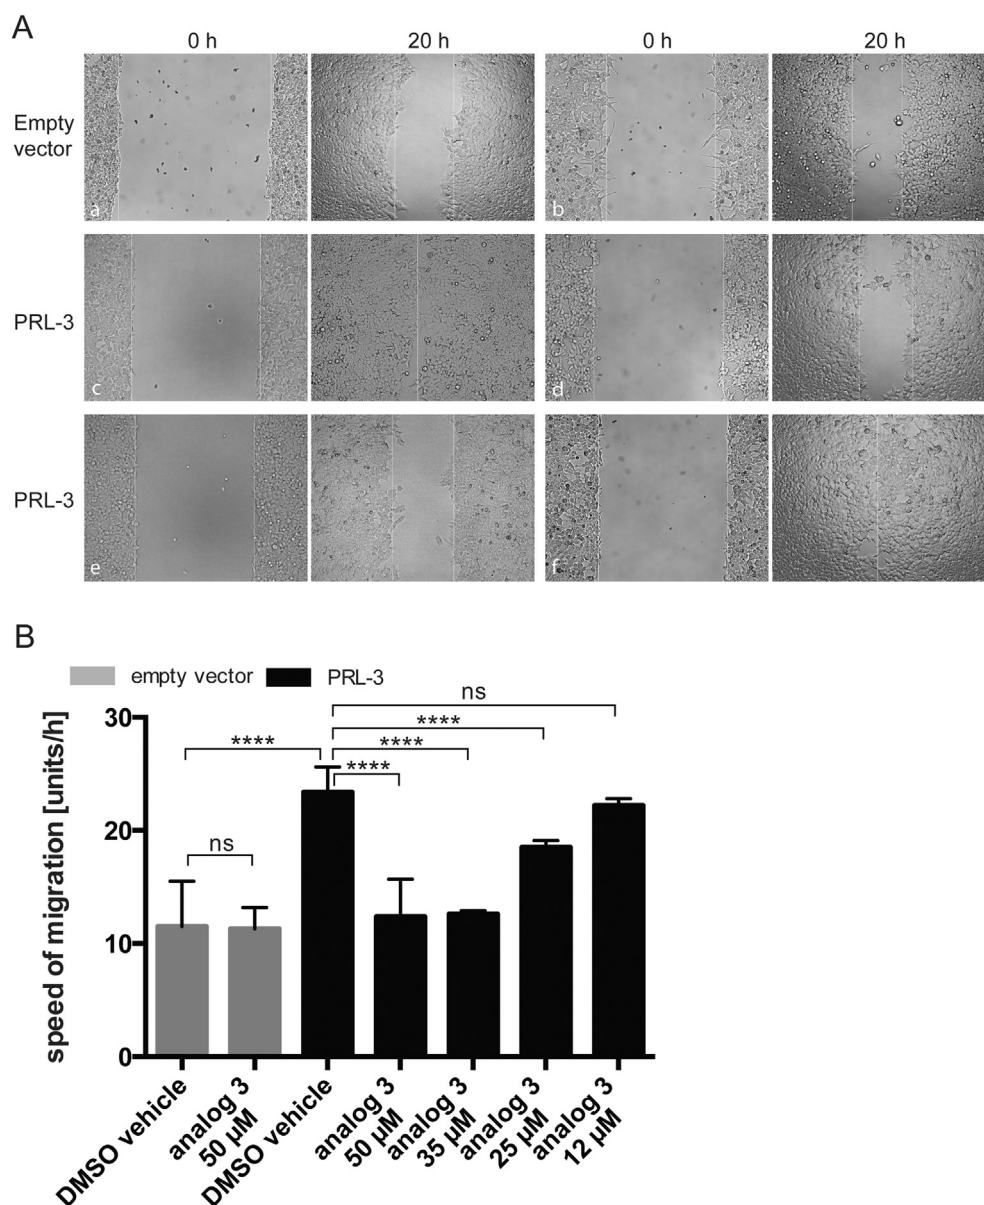 A
0 h 20 h 0 h 20 h
Empty
vector
a
b
PRL-3
c
d
PRL-3
e
f
B
empty vector PRL-3
ns
****
****
****
****
ns
speed of migration [units/h]
30
20
10
0
DMSO vehicle
analog 3
50 µM
DMSO vehicle
analog 3
50 µM
analog 3
35 µM
analog 3
25 µM
analog 3
12 µM